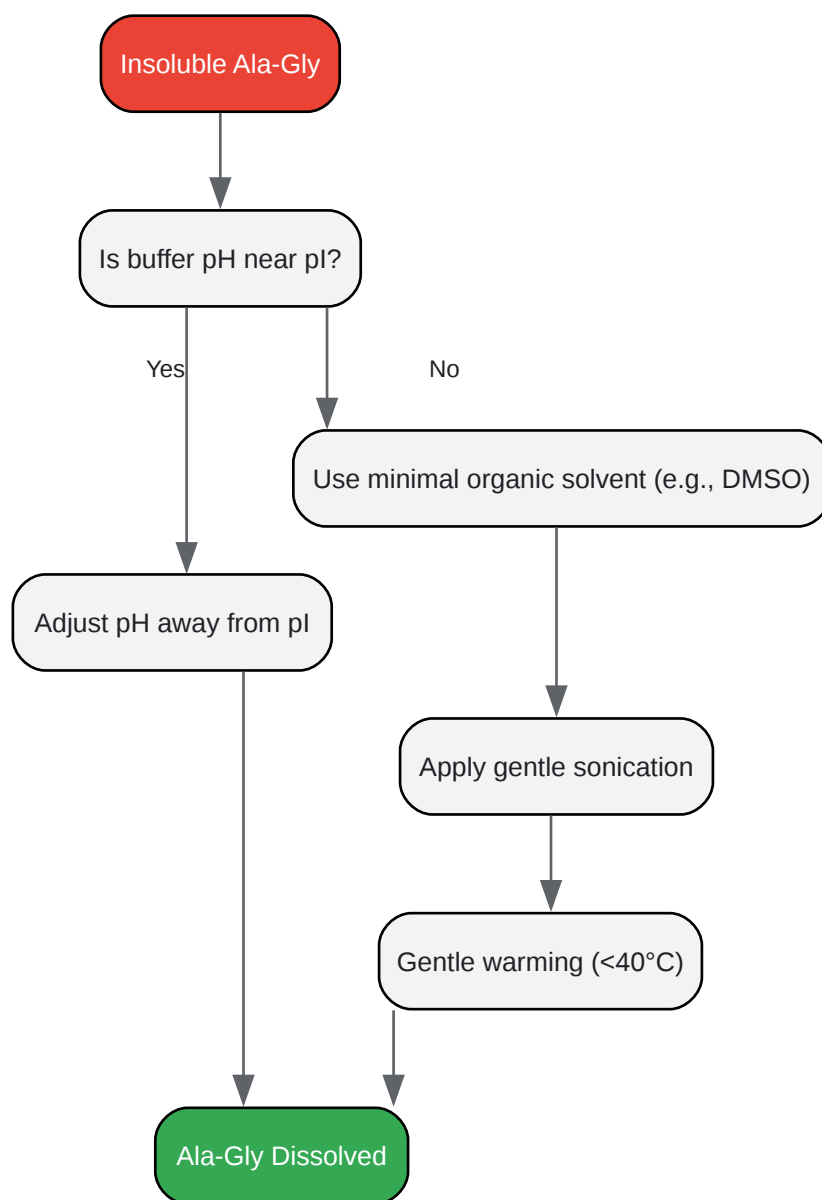 Insoluble Ala-Gly
Is buffer pH near pI?
Yes
No
Use minimal organic solvent (e.g., DMSO)
Adjust pH away from pI
Apply gentle sonication
Gentle warming (<40°C)
Ala-Gly Dissolved